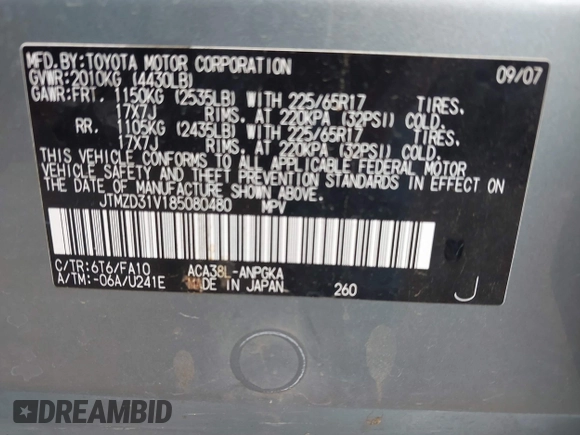 MFD.BY:TOYOTA MOTOR CORPORATION 09/07
GVWR:2010KG (4430LB)
GAWR:FRT. 1150KG (2535LB) WITH 225/65R17 TIRES.
17X7J RIMS. AT 220KPA (32PSI) COLD.
RR. 1105KG (2435LB) WITH 225/65R17 TIRES.
17X7J RIMS. AT 220KPA (32PSI) COLD.
THIS VEHICLE CONFORMS TO ALL APPLICABLE FEDERAL MOTOR
VEHICLE SAFETY AND THEFT PREVENTION STANDARDS IN EFFECT ON
THE DATE OF MANUFACTURE SHOWN ABOVE.
JTMZD31V185080480 MPV
C/TR:6T6/FA10 ACA38L-ANPGKA
A/TM:-06A/U241E MADE IN JAPAN 260 J
DREAMBID